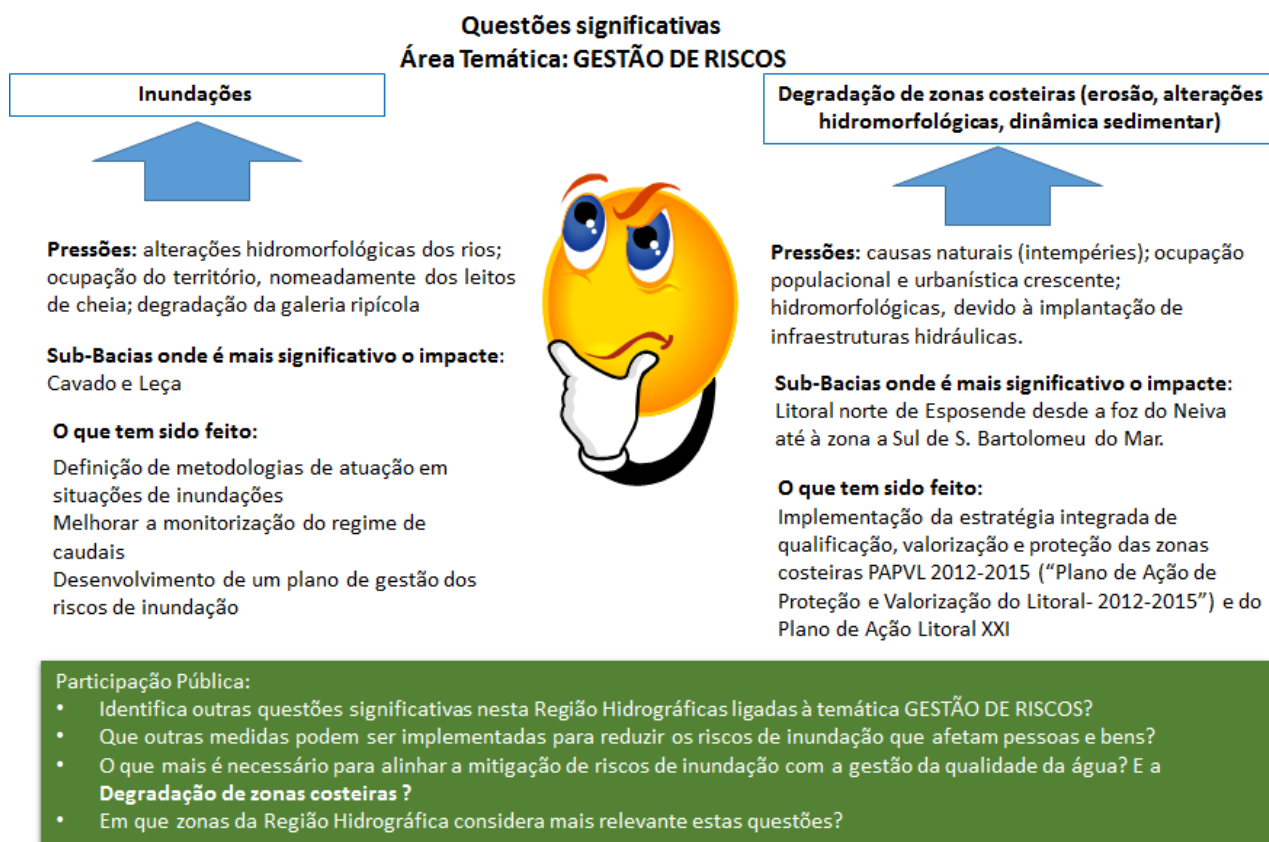 Questões significativas
Área Temática: GESTÃO DE RISCOS
Inundações
Pressões: alterações hidromorfológicas dos rios;
ocupação do território, nomeadamente dos leitos
de cheia; degradação da galeria ripícola
Sub-Bacias onde é mais significativo o impacte:
Cavado e Leça
O que tem sido feito:
Definição de metodologias de atuação em
situações de inundações
Melhorar a monitorização do regime de
caudais
Desenvolvimento de um plano de gestão dos
riscos de inundação
Degradação de zonas costeiras (erosão, alterações
hidromorfológicas, dinâmica sedimentar)
Pressões: causas naturais (intempéries); ocupação
populacional e urbanística crescente;
hidromorfológicas, devido à implantação de
infraestruturas hidráulicas.
Sub-Bacias onde é mais significativo o impacte:
Litoral norte de Esposende desde a foz do Neiva
até à zona a Sul de S. Bartolomeu do Mar.
O que tem sido feito:
Implementação da estratégia integrada de
qualificação, valorização e proteção das zonas
costeiras PAPVL 2012-2015 (“Plano de Ação de
Proteção e Valorização do Litoral- 2012-2015”) e do
Plano de Ação Litoral XXI
Participação Pública:
• Identifica outras questões significativas nesta Região Hidrográficas ligadas à temática GESTÃO DE RISCOS?
• Que outras medidas podem ser implementadas para reduzir os riscos de inundação que afetam pessoas e bens?
• O que mais é necessário para alinhar a mitigação de riscos de inundação com a gestão da qualidade da água? E a
Degradação de zonas costeiras ?
• Em que zonas da Região Hidrográfica considera mais relevante estas questões?